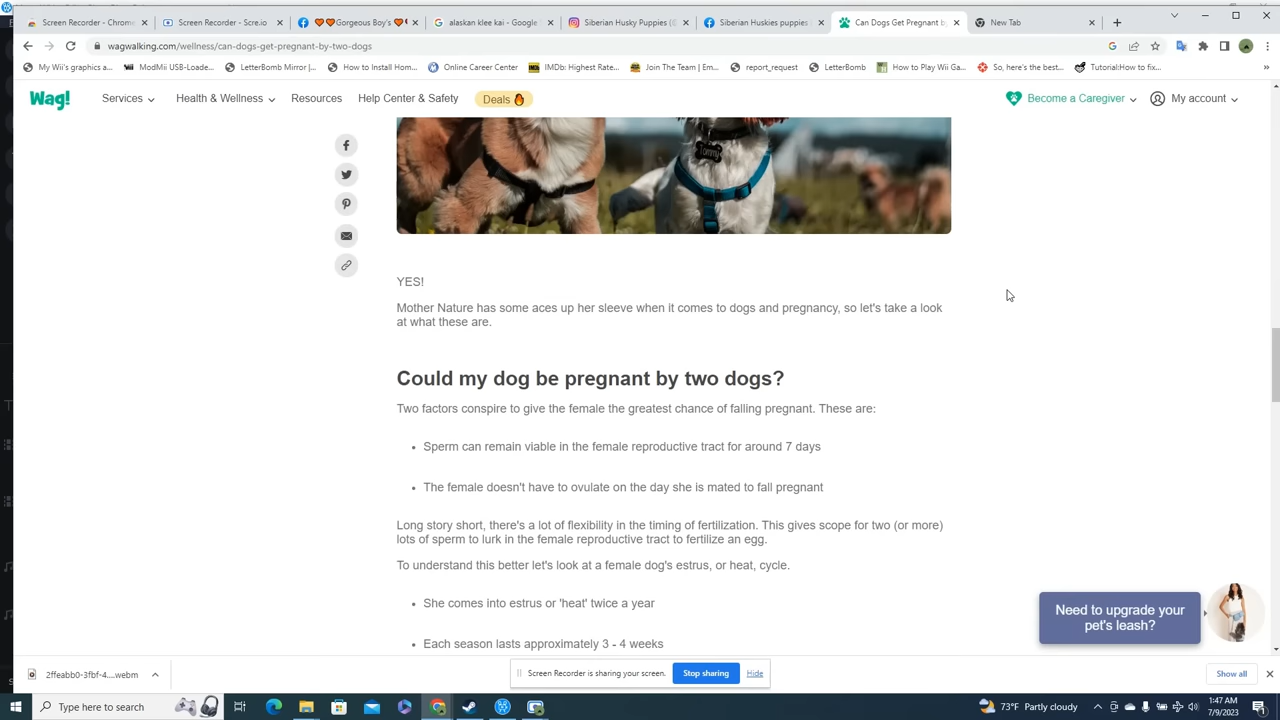 Screen Recorder - Chrome
Screen Recorder - Scre.io
Gorgeous Boy's
alaskan klee kai - Google
Siberian Husky Puppies (
Siberian Huskies puppies
Can Dogs Get Pregnant by
New Tab
wagwalking.com/wellness/can-dogs-get-pregnant-by-two-dogs
My Wii's graphics a...
ModMii USB-Loade...
LetterBomb Mirror |...
How to Install Hom...
Online Career Center
IMDb: Highest Rate...
Join The Team | Em...
report_request
LetterBomb
How to Play Wii Ga...
So, here's the best...
Tutorial:How to fix...
»
Wag!
Services
Health & Wellness
Resources
Help Center & Safety
Deals
Become a Caregiver
My account
Tommy
YES!
Mother Nature has some aces up her sleeve when it comes to dogs and pregnancy, so let's take a look
at what these are.
Could my dog be pregnant by two dogs?
Two factors conspire to give the female the greatest chance of falling pregnant. These are:
• Sperm can remain viable in the female reproductive tract for around 7 days
• The female doesn't have to ovulate on the day she is mated to fall pregnant
Long story short, there's a lot of flexibility in the timing of fertilization. This gives scope for two (or more)
lots of sperm to lurk in the female reproductive tract to fertilize an egg.
To understand this better let's look at a female dog's estrus, or heat, cycle.
• She comes into estrus or 'heat' twice a year
• Each season lasts approximately 3 - 4 weeks
Need to upgrade your
pet's leash?
2ffeabb0-3fbf-4....webm
Screen Recorder is sharing your screen.
Stop sharing
Hide
Show all
Type here to search
73°F Partly cloudy
1:47 AM
7/9/2023